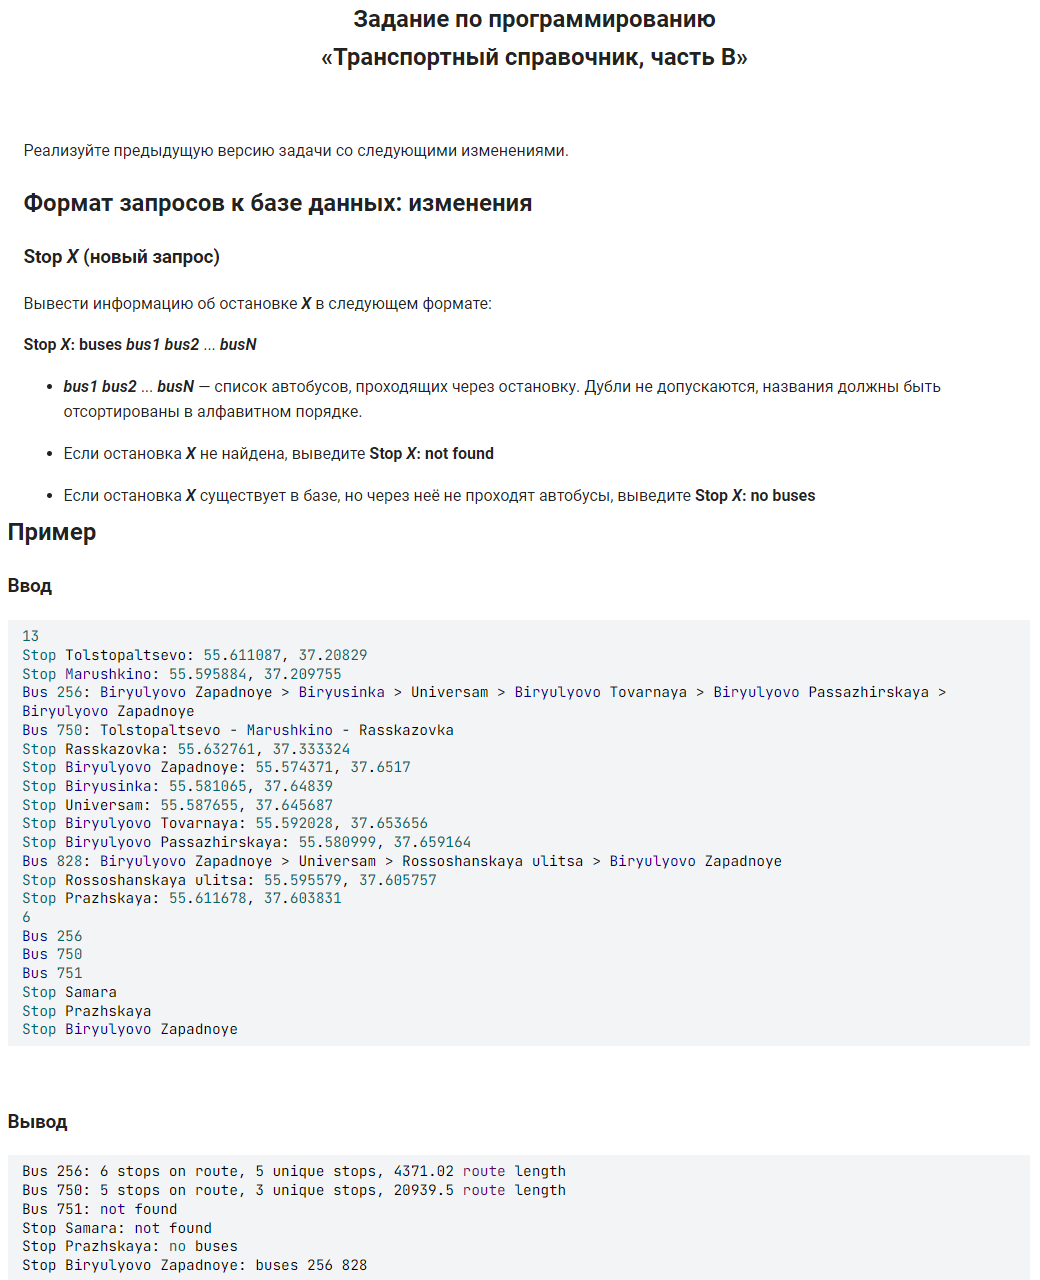 Задание по программированию
«Транспортный справочник, часть B»
Реализуйте предыдущую версию задачи со следующими изменениями.
Формат запросов к базе данных: изменения
Stop X (новый запрос)
Вывести информацию об остановке X в следующем формате:
Stop X: buses bus1 bus2 ... busN
• bus1 bus2 ... busN — список автобусов, проходящих через остановку. Дубли не допускаются, названия должны быть
отсортированы в алфавитном порядке.
• Если остановка X не найдена, выведите Stop X: not found
• Если остановка X существует в базе, но через неё не проходят автобусы, выведите Stop X: no buses
Пример
Ввод
13
Stop Tolstopaltsevo: 55.611087, 37.20829
Stop Marushkino: 55.595884, 37.209755
Bus 256: Biryulyovo Zapadnoye > Biryusinka > Universam > Biryulyovo Tovarnaya > Biryulyovo Passazhirskaya >
Biryulyovo Zapadnoye
Bus 750: Tolstopaltsevo - Marushkino - Rasskazovka
Stop Rasskazovka: 55.632761, 37.333324
Stop Biryulyovo Zapadnoye: 55.574371, 37.6517
Stop Biryusinka: 55.581065, 37.64839
Stop Universam: 55.587655, 37.645687
Stop Biryulyovo Tovarnaya: 55.592028, 37.653656
Stop Biryulyovo Passazhirskaya: 55.580999, 37.659164
Bus 828: Biryulyovo Zapadnoye > Universam > Rossoshanskaya ulitsa > Biryulyovo Zapadnoye
Stop Rossoshanskaya ulitsa: 55.595579, 37.605757
Stop Prazhskaya: 55.611678, 37.603831
6
Bus 256
Bus 750
Bus 751
Stop Samara
Stop Prazhskaya
Stop Biryulyovo Zapadnoye
Вывод
Bus 256: 6 stops on route, 5 unique stops, 4371.02 route length
Bus 750: 5 stops on route, 3 unique stops, 20939.5 route length
Bus 751: not found
Stop Samara: not found
Stop Prazhskaya: no buses
Stop Biryulyovo Zapadnoye: buses 256 828